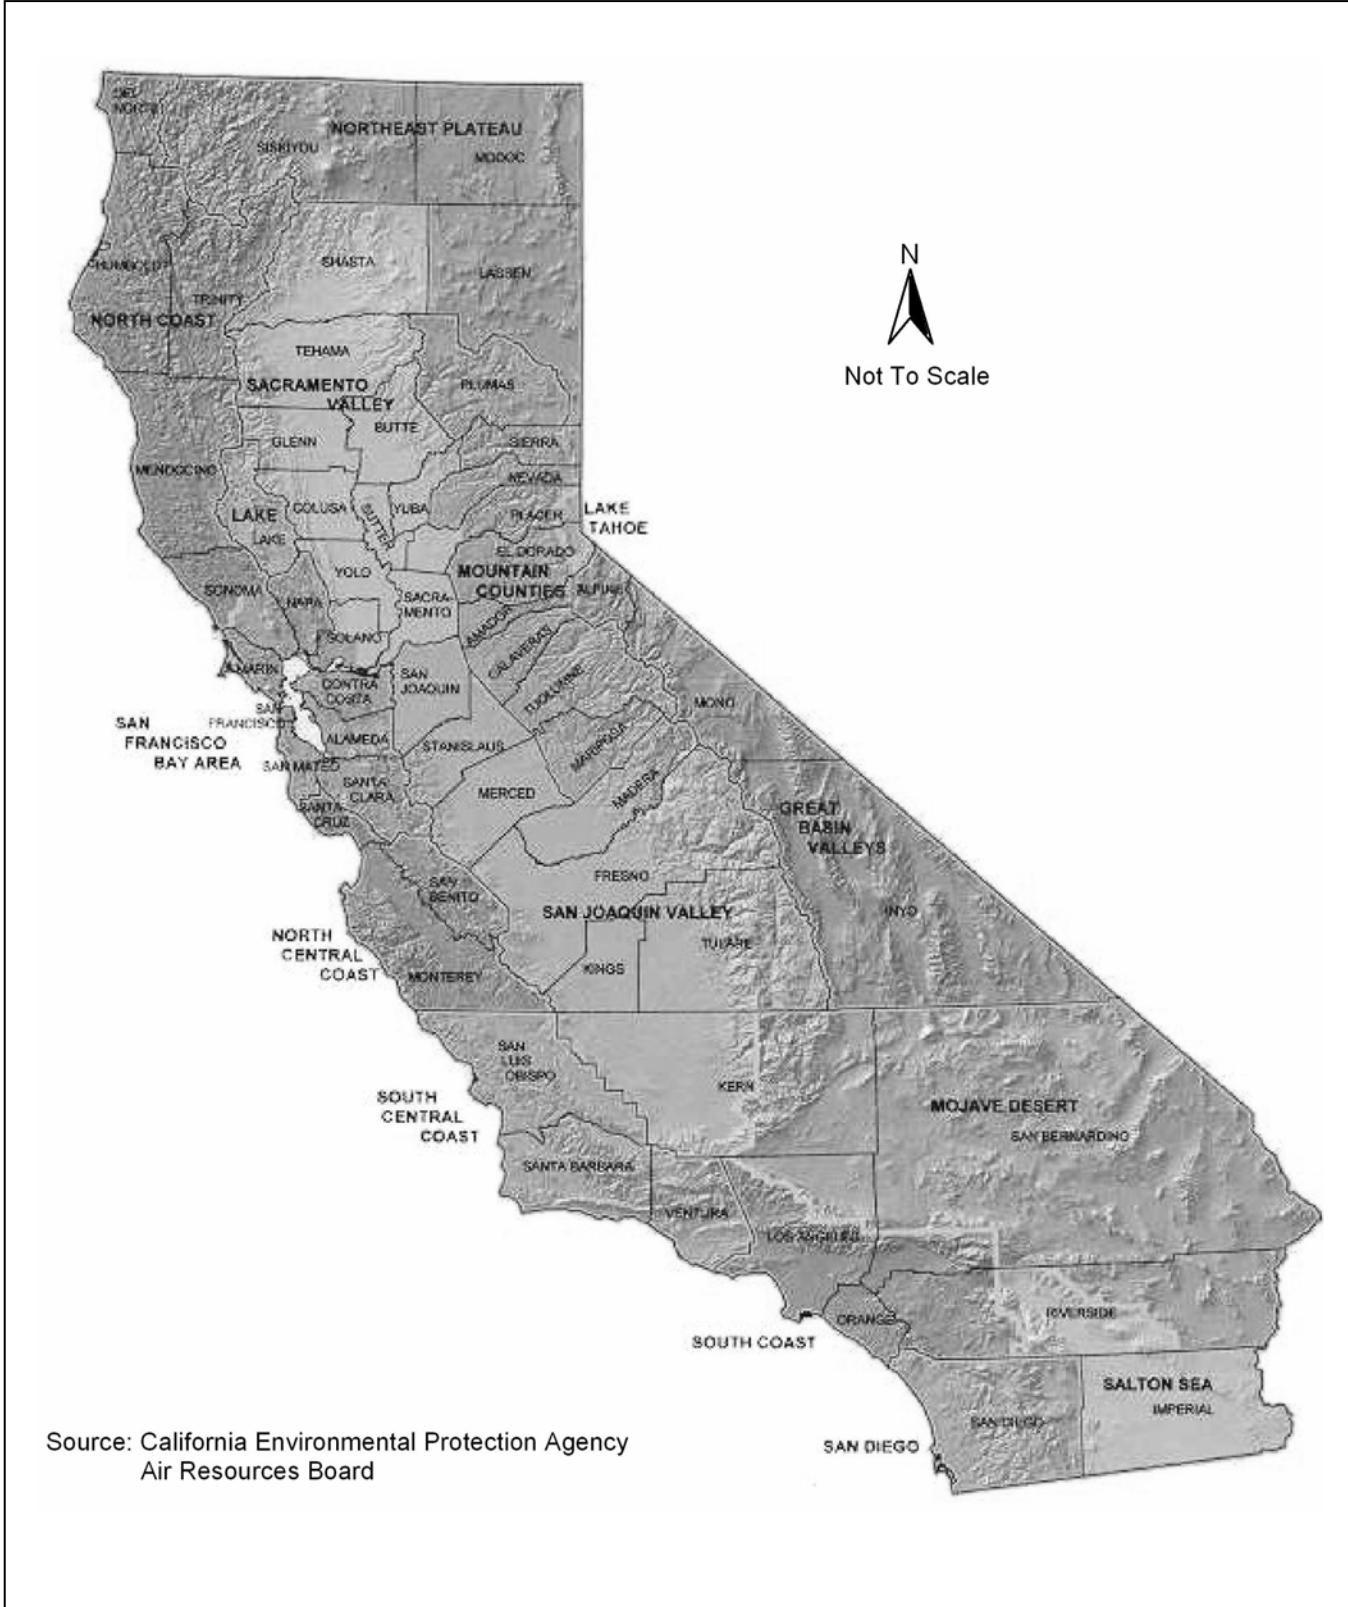 DEL
NORTE
NORTHEAST PLATEAU
SISKIYOU
MODOC
HUMBOLDT
SHASTA
LASSEN
TRINITY
NORTH COAST
N
Not To Scale
TEHAMA
SACRAMENTO
VALLEY
PLUMAS
BUTTE
GLENN
SIERRA
MENDOCINO
NEVADA
COLUSA
SUTTER
YUBA
PLACER
LAKE
TAHOE
LAKE
LAKE
EL DORADO
YOLO
MOUNTAIN
COUNTIES
ALPINE
SONOMA
NAPA
SACRA-
MENTO
SOLANO
AMADOR
CALAVERAS
MARIN
CONTRA
COSTA
SAN
JOAQUIN
TUOLUMNE
MONO
SAN
FRANCISCO
SAN
FRANCISCO
BAY AREA
ALAMEDA
STANISLAUS
MARIPOSA
SAN MATEO
SANTA
CLARA
MERCED
MADERA
SANTA
CRUZ
GREAT
BASIN
VALLEYS
FRESNO
SAN
BENITO
SAN JOAQUIN VALLEY
INYO
NORTH
CENTRAL
COAST
TULARE
KINGS
MONTEREY
SAN
LUIS
OBISPO
KERN
SOUTH
CENTRAL
COAST
MOJAVE DESERT
SAN BERNARDINO
SANTA BARBARA
VENTURA
LOS ANGELES
RIVERSIDE
ORANGE
SOUTH COAST
SALTON SEA
IMPERIAL
SAN DIEGO
SAN DIEGO
Source: California Environmental Protection Agency
Air Resources Board